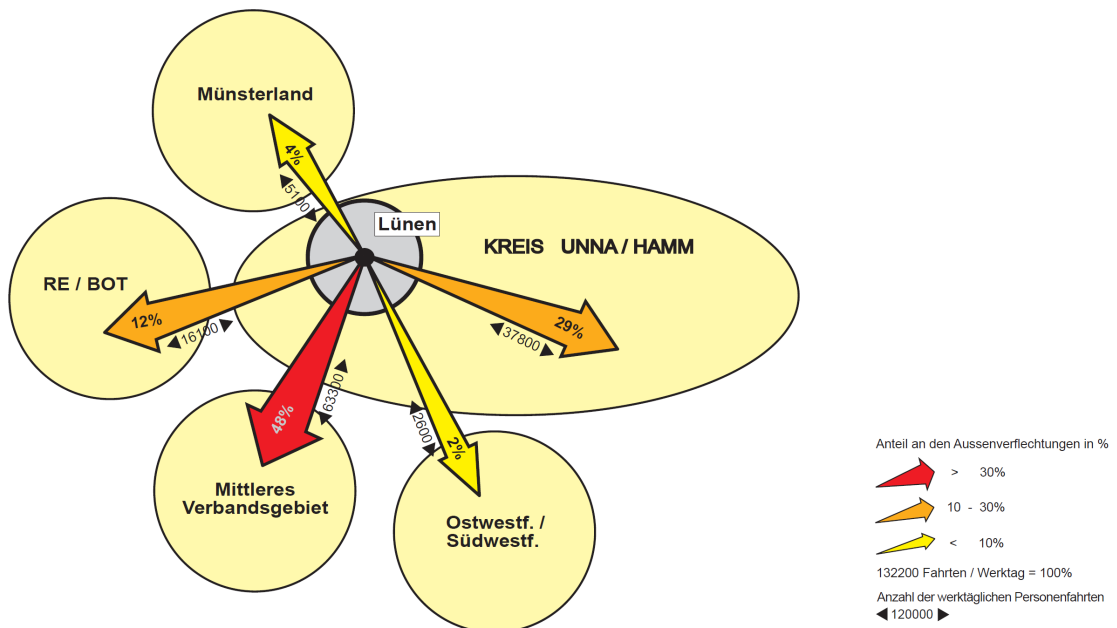 Münsterland
4%
5100
Lünen
KREIS UNNA / HAMM
RE / BOT
12%
16100
29%
37800
48%
63300
2600
2%
Mittleres
Verbandsgebiet
Ostwestf. /
Südwestf.
Anteil an den Aussenverflechtungen in %
> 30%
10 - 30%
< 10%
132200 Fahrten / Werktag = 100%
Anzahl der werktäglichen Personenfahrten
120000